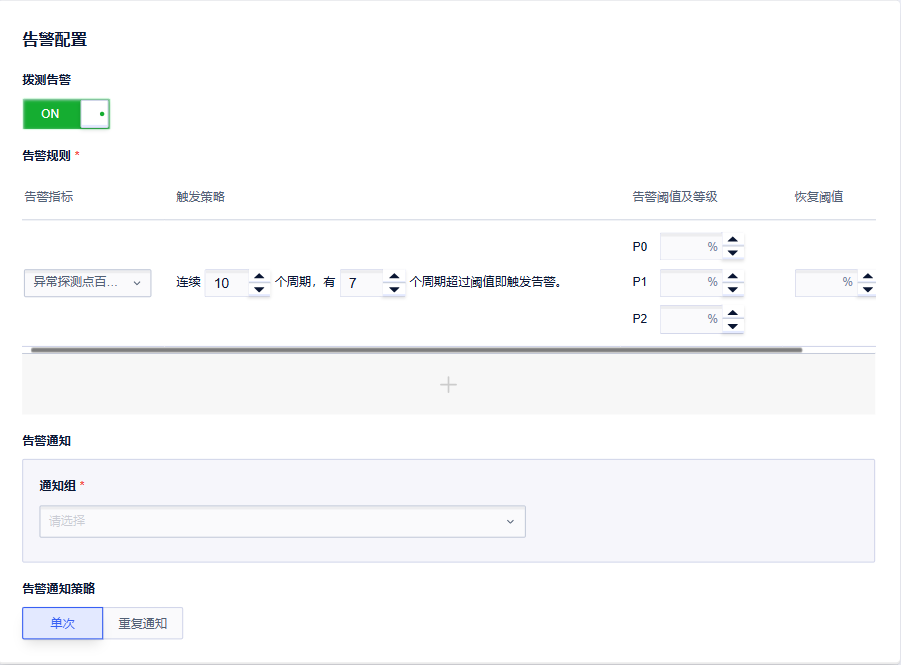 告警配置
拨测告警
ON
告警规则 *
告警指标 触发策略 告警阈值及等级 恢复阈值
P0 %
异常探测点百... 连续 10 个周期，有 7 个周期超过阈值即触发告警。 P1 % %
P2 %
告警通知
通知组 *
请选择
告警通知策略
单次 重复通知